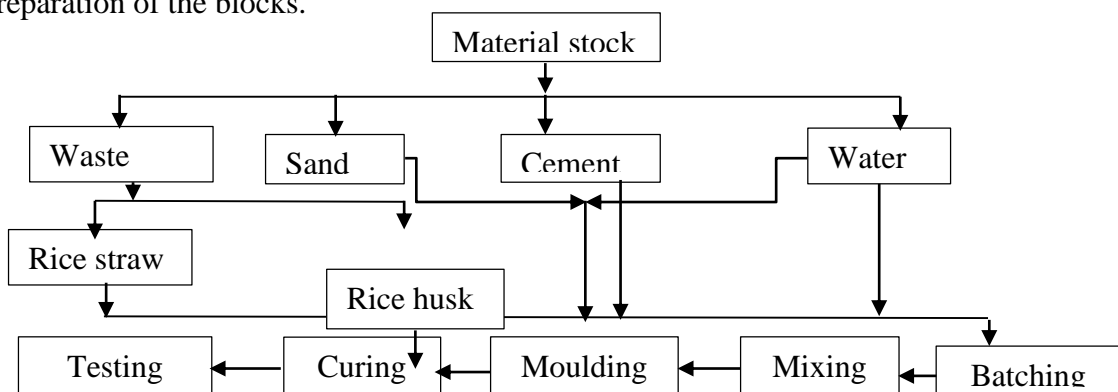 reparation of the blocks.
Material stock
Waste
Sand
Cement
Water
Rice straw
Rice husk
Testing
Curing
Moulding
Mixing
Batching